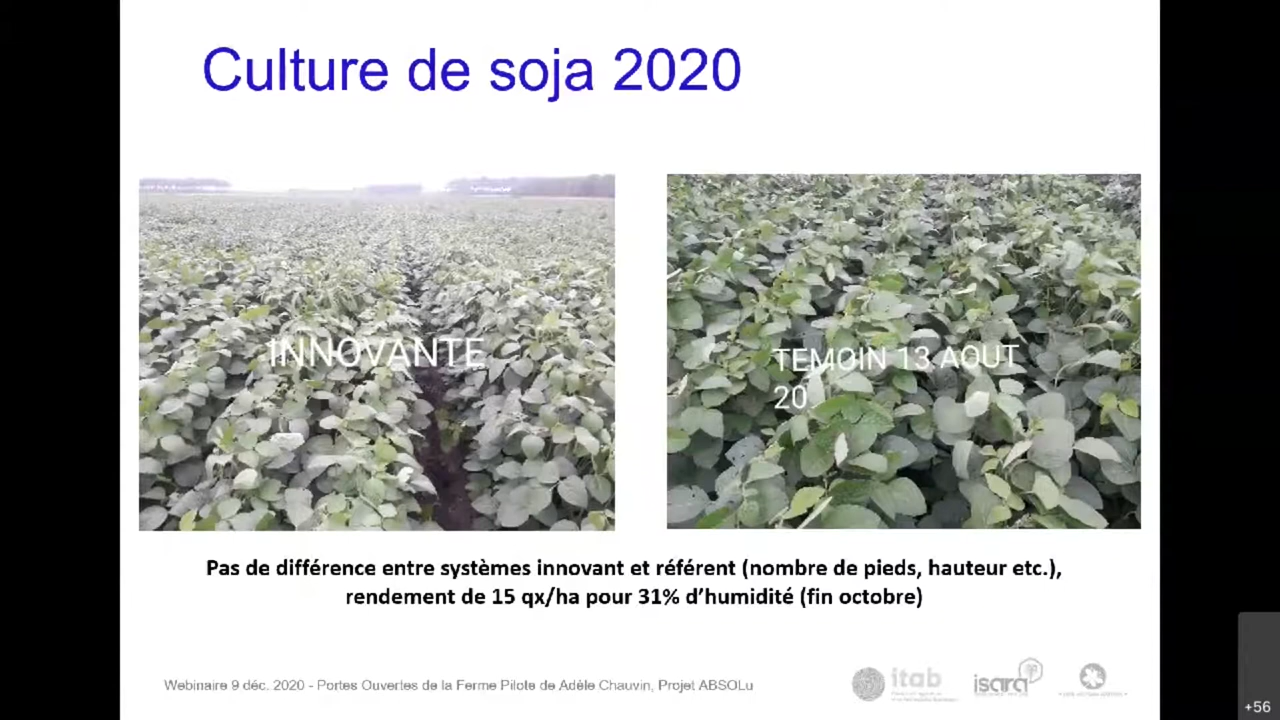 Culture de soja 2020
INNOVANTE
TEMOIN 13 AOUT
20
Pas de différence entre systèmes innovant et référent (nombre de pieds, hauteur etc.),
rendement de 15 qx/ha pour 31% d'humidité (fin octobre)
Webinaire 9 déc. 2020 - Portes Ouvertes de la Ferme Pilote de Adèle Chauvin, Projet ABSOLu
itab
isara
+56